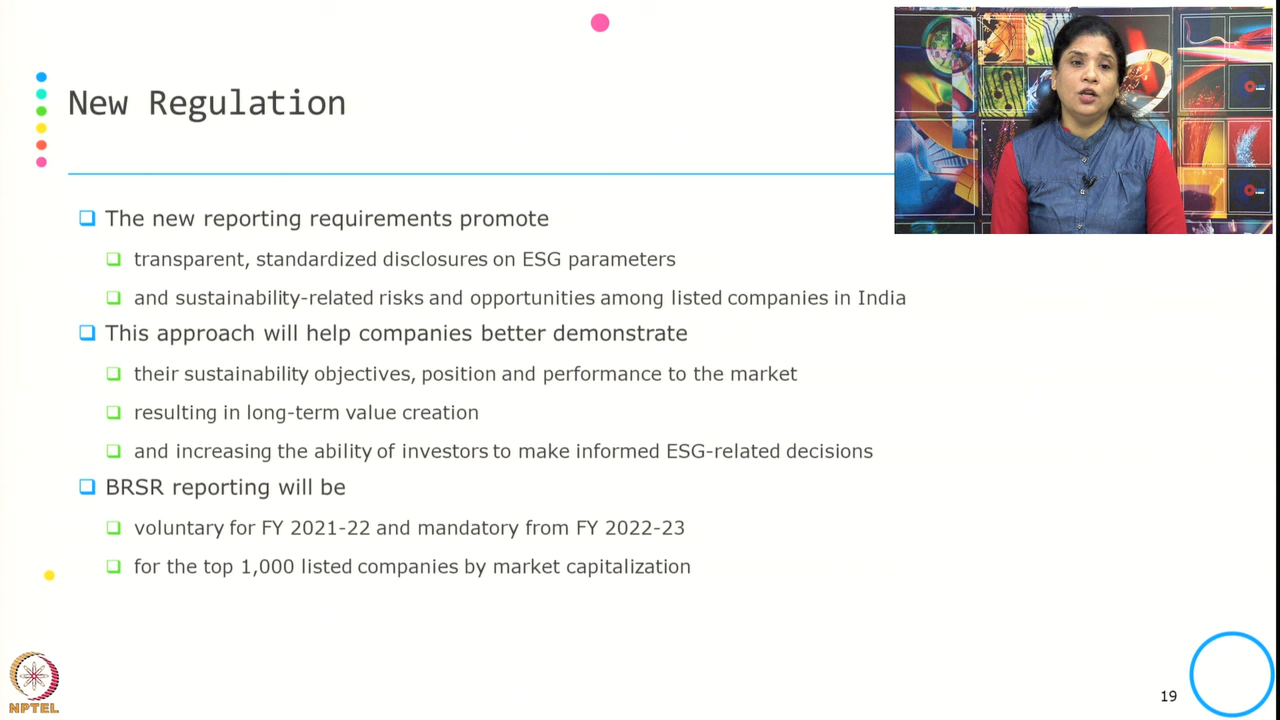 New Regulation
The new reporting requirements promote
transparent, standardized disclosures on ESG parameters
and sustainability-related risks and opportunities among listed companies in India
This approach will help companies better demonstrate
their sustainability objectives, position and performance to the market
resulting in long-term value creation
and increasing the ability of investors to make informed ESG-related decisions
BRSR reporting will be
voluntary for FY 2021-22 and mandatory from FY 2022-23
for the top 1,000 listed companies by market capitalization
NPTEL
19